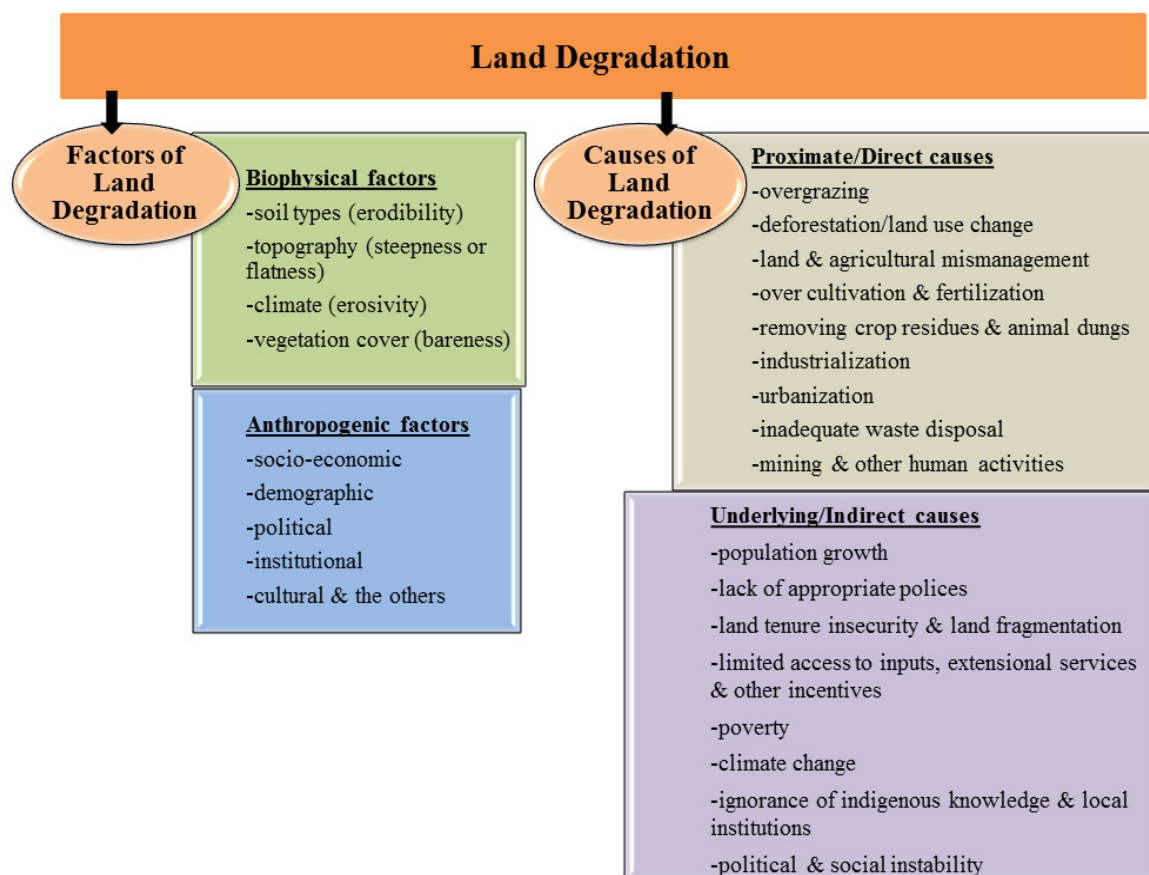 Land Degradation
Factors of
Land
Degradation
Biophysical factors
-soil types (erodibility)
-topography (steepness or
flatness)
-climate (erosivity)
-vegetation cover (bareness)
Anthropogenic factors
-socio-economic
-demographic
-political
-institutional
-cultural & the others
Causes of
Land
Degradation
Proximate/Direct causes
-overgrazing
-deforestation/land use change
-land & agricultural mismanagement
-over cultivation & fertilization
-removing crop residues & animal dungs
-industrialization
-urbanization
-inadequate waste disposal
-mining & other human activities
Underlying/Indirect causes
-population growth
-lack of appropriate polices
-land tenure insecurity & land fragmentation
-limited access to inputs, extensional services
& other incentives
-poverty
-climate change
-ignorance of indigenous knowledge & local
institutions
-political & social instability